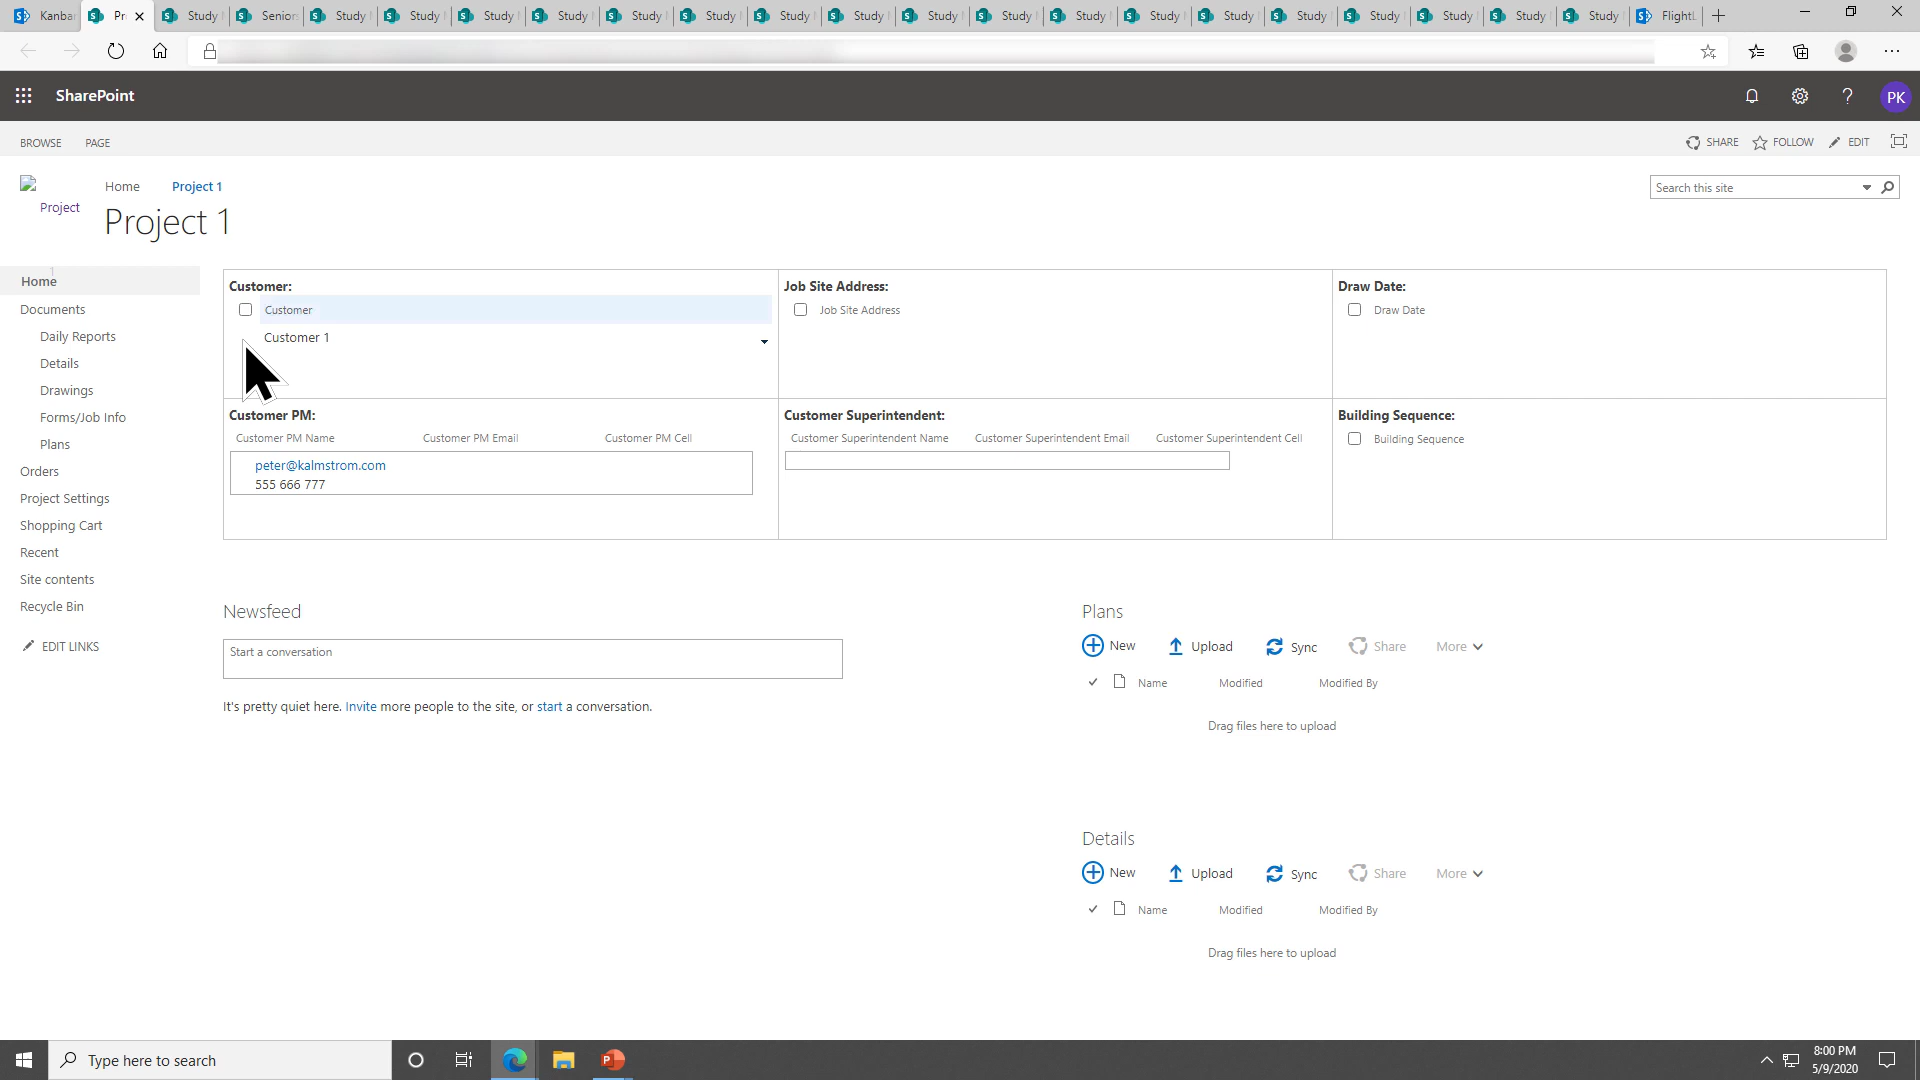 Kanba Pr Study Senior Study Study Study Study Study Study Study Study Study Study Study Study Study Study Study Study Study Study FlightL
SharePoint PK
BROWSE PAGE SHARE FOLLOW EDIT
Project Home Project 1 Search this site
Project 1
Home
Documents
Daily Reports
Details
Drawings
Forms/Job Info
Plans
Orders
Project Settings
Shopping Cart
Recent
Site contents
Recycle Bin
EDIT LINKS
Customer: Job Site Address: Draw Date:
Customer Job Site Address Draw Date
Customer 1
Customer PM: Customer Superintendent: Building Sequence:
Customer PM Name Customer PM Email Customer PM Cell Customer Superintendent Name Customer Superintendent Email Customer Superintendent Cell Building Sequence
peter@kalmstrom.com
555 666 777
Newsfeed
Start a conversation
It's pretty quiet here. Invite more people to the site, or start a conversation.
Plans
New Upload Sync Share More
Name Modified Modified By
Drag files here to upload
Details
New Upload Sync Share More
Name Modified Modified By
Drag files here to upload
Type here to search 8:00 PM
5/9/2020